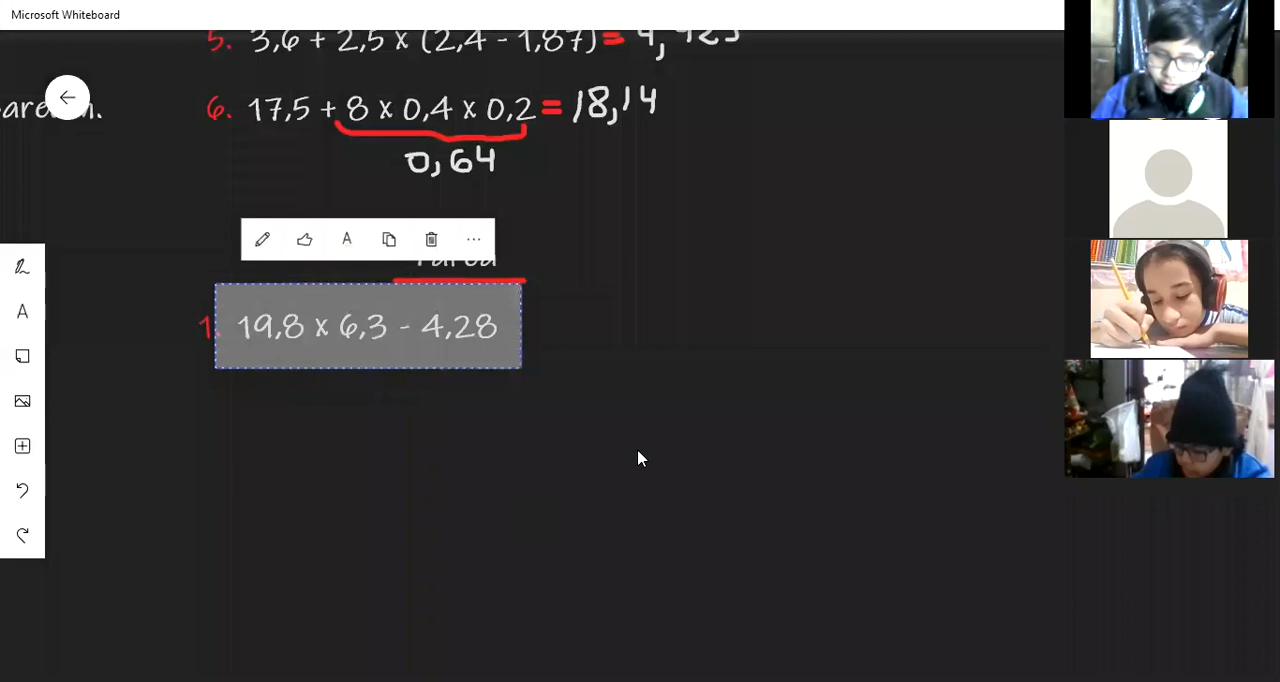 Microsoft Whiteboard
5. 3,6 + 2,5 x (2,4 - 1,87) = 4,925
6. 17,5 + 8 x 0,4 x 0,2 = 18,14
0,64
Tarea
1. 19,8 x 6,3 - 4,28